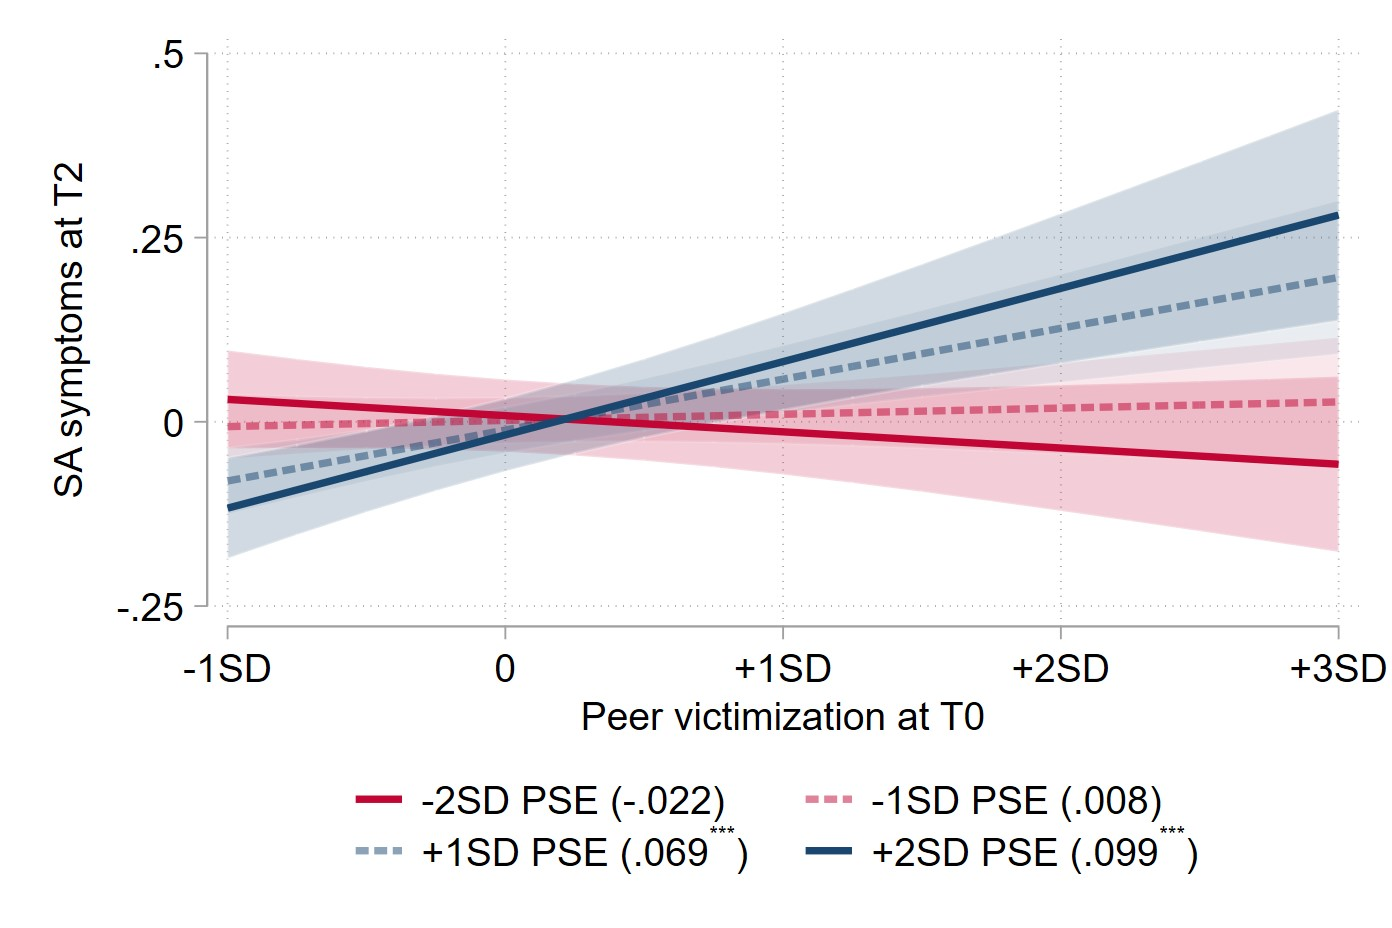 .5
.25
0
-.25
SA symptoms at T2
-1SD 0 +1SD +2SD +3SD
Peer victimization at T0
-2SD PSE (-.022) -1SD PSE (.008)
+1SD PSE (.069***) +2SD PSE (.099***)